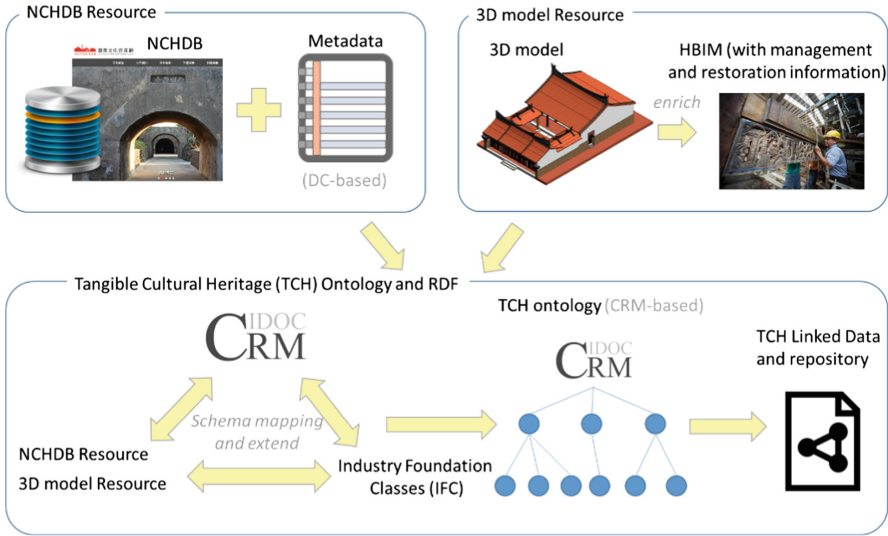 NCHDB Resource
NCHDB
Metadata
(DC-based)
3D model Resource
3D model
HBIM (with management
and restoration information)
enrich
Tangible Cultural Heritage (TCH) Ontology and RDF
CIDOC
CRM
Schema mapping
and extend
NCHDB Resource
3D model Resource
Industry Foundation
Classes (IFC)
TCH ontology (CRM-based)
CIDOC
CRM
TCH Linked Data
and repository